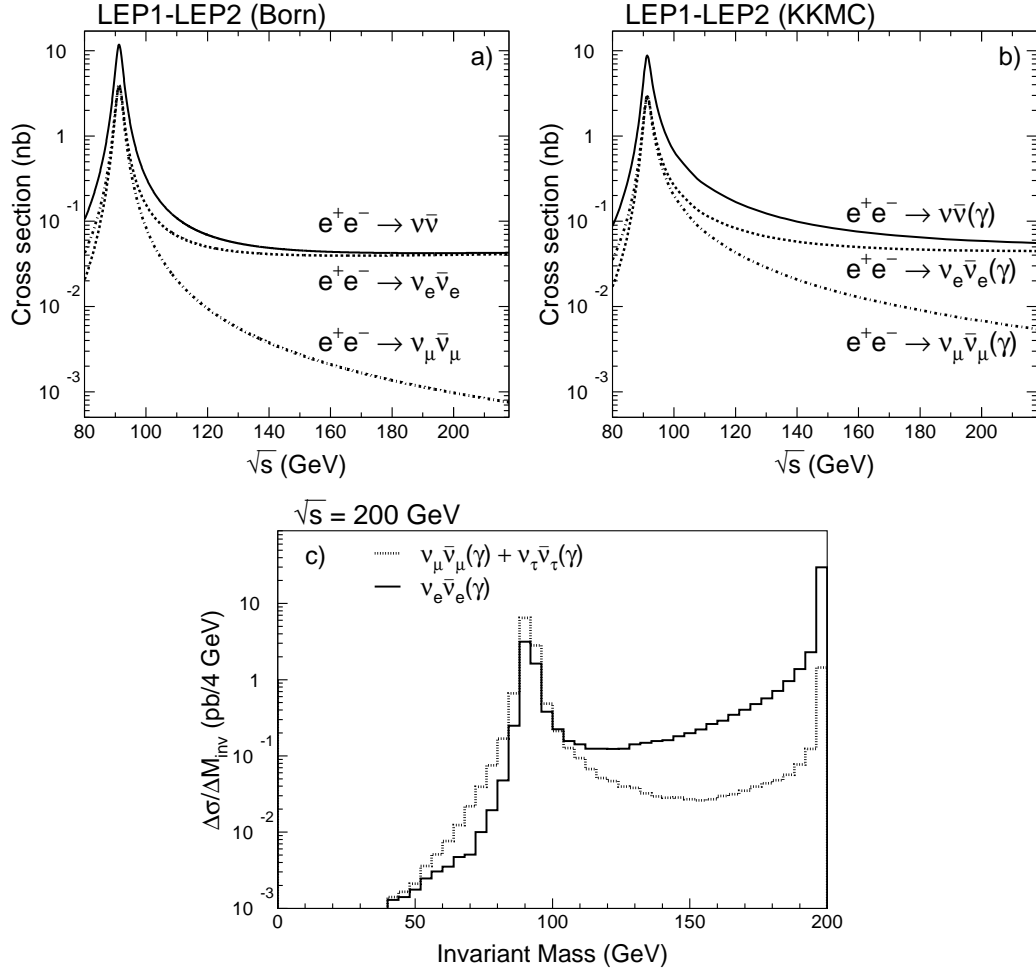 LEP1-LEP2 (Born)
a)
Cross section (nb)
10
1
10⁻¹
10⁻²
10⁻³
e⁺e⁻ → νν̄
e⁺e⁻ → νₑν̄ₑ
e⁺e⁻ → ν_μν̄_μ
80 100 120 140 160 180 200
√s (GeV)
LEP1-LEP2 (KKMC)
b)
Cross section (nb)
10
1
10⁻¹
10⁻²
10⁻³
e⁺e⁻ → νν̄(γ)
e⁺e⁻ → νₑν̄ₑ(γ)
e⁺e⁻ → ν_μν̄_μ(γ)
80 100 120 140 160 180 200
√s (GeV)
√s = 200 GeV
c)
ν_μν̄_μ(γ) + ν_τν̄_τ(γ)
νₑν̄ₑ(γ)
Δσ/ΔM_inv (pb/4 GeV)
10
1
10⁻¹
10⁻²
10⁻³
0 50 100 150 200
Invariant Mass (GeV)